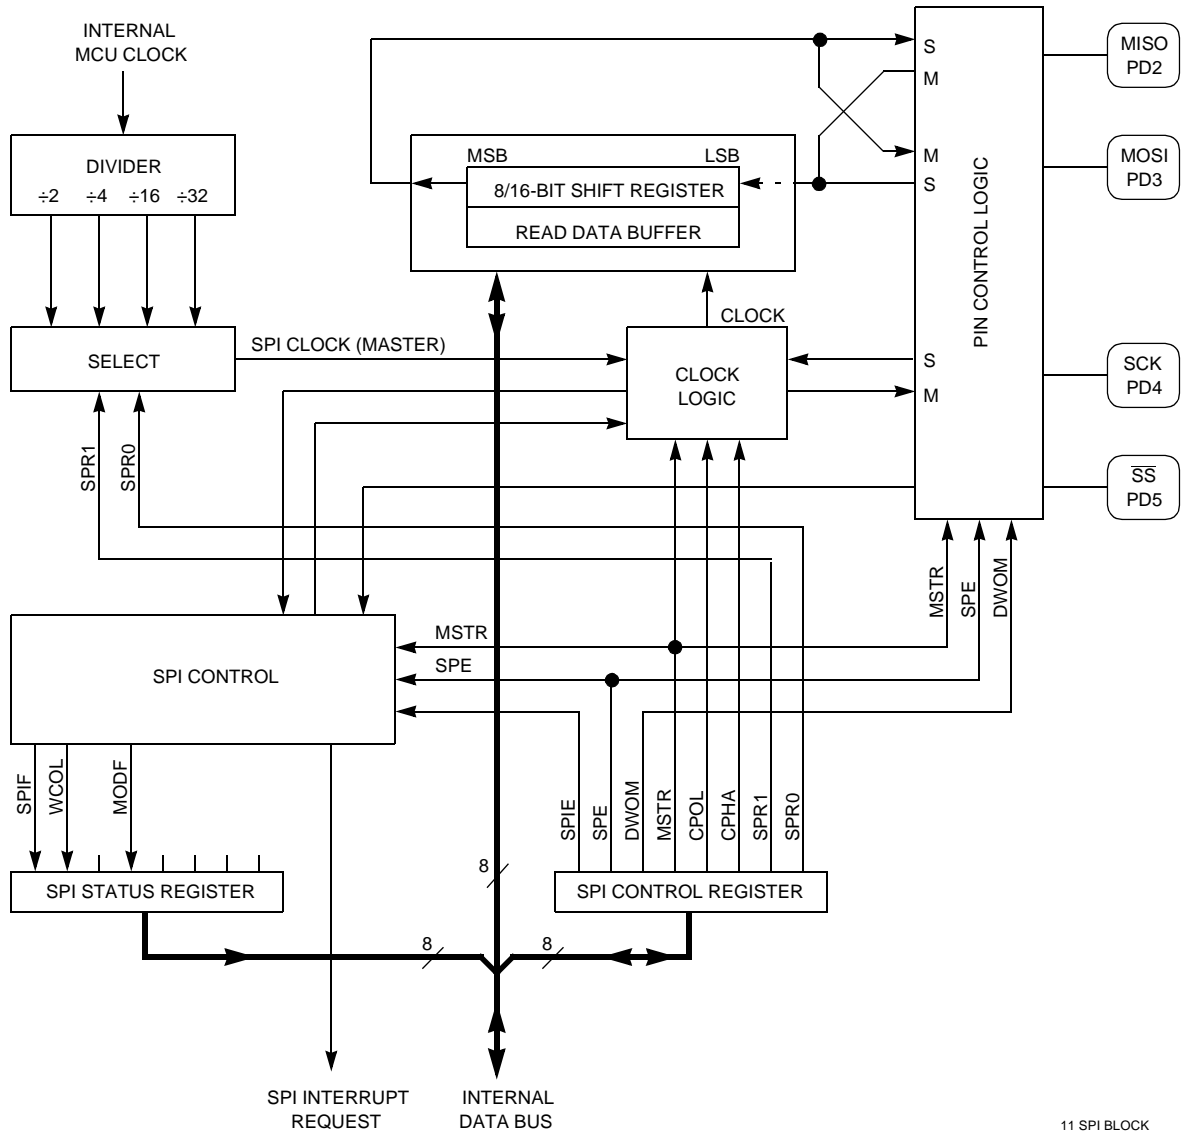 INTERNAL
MCU CLOCK
DIVIDER
÷2 ÷4 ÷16 ÷32
SELECT
SPR1
SPR0
SPI CLOCK (MASTER)
MSB LSB
8/16-BIT SHIFT REGISTER
READ DATA BUFFER
CLOCK
CLOCK
LOGIC
S
M
M
S
S
M
PIN CONTROL LOGIC
MISO
PD2
MOSI
PD3
SCK
PD4
SS
PD5
MSTR
SPE
DWOM
SPI CONTROL
MSTR
SPE
SPIF
WCOL
MODF
SPI STATUS REGISTER
SPIE
SPE
DWOM
MSTR
CPOL
CPHA
SPR1
SPR0
SPI CONTROL REGISTER
8
8
8
SPI INTERRUPT
REQUEST
INTERNAL
DATA BUS
11 SPI BLOCK